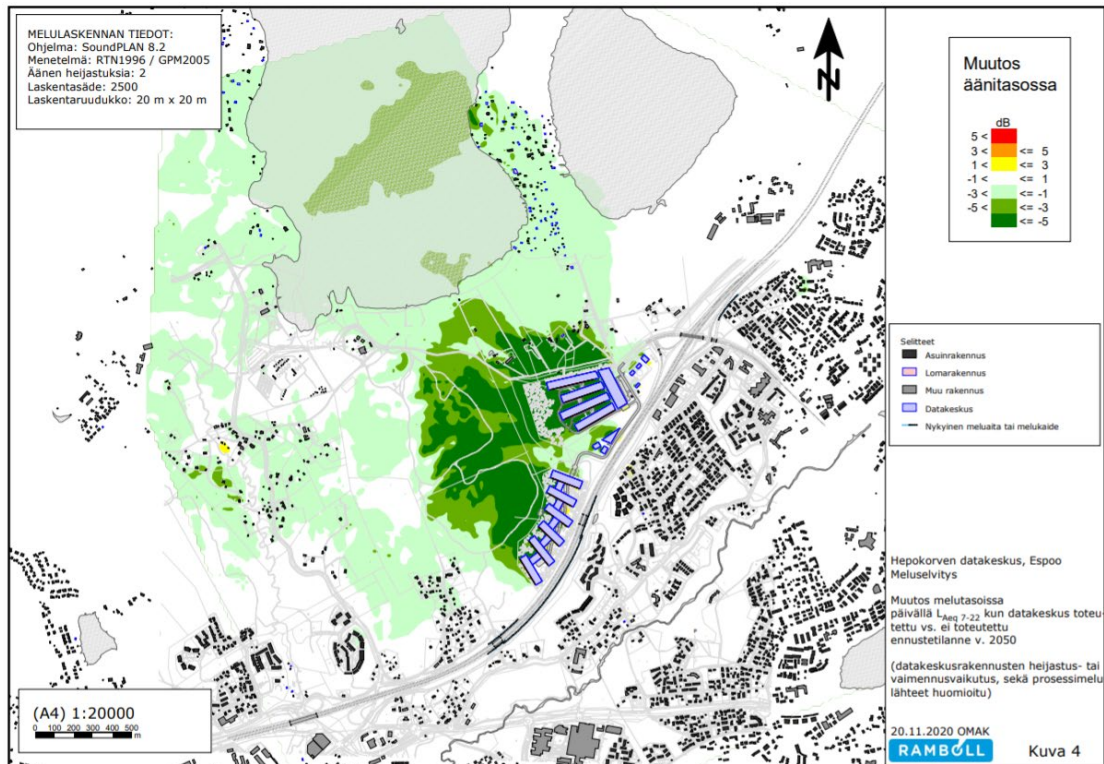 MELULASKENNAN TIEDOT:
Ohjelma: SoundPLAN 8.2
Menetelmä: RTN1996 / GPM2005
Äänen heijastuksia: 2
Laskentasäde: 2500
Laskentaruudukko: 20 m x 20 m
N
Muutos
äänitasossa
dB
5 <
3 < <= 5
1 < <= 3
-1 < <= 1
-3 < <= -1
-5 < <= -3
<= -5
Selitteet
Asuinrakennus
Lomarakennus
Muu rakennus
Datakeskus
Nykyinen meluaita tai melukaide
Hepokorven datakeskus, Espoo
Meluselvitys
Muutos melutasoissa
päivällä LAeq 7-22 kun datakeskus toteu-
tettu vs. ei toteutettu
ennustetilanne v. 2050
(datakeskusrakennusten heijastus- tai
vaimennusvaikutus, sekä prosessimelu
lähteet huomioitu)
20.11.2020 OMAK
RAMBOLL Kuva 4
(A4) 1:20000
0 100 200 300 400 500
m